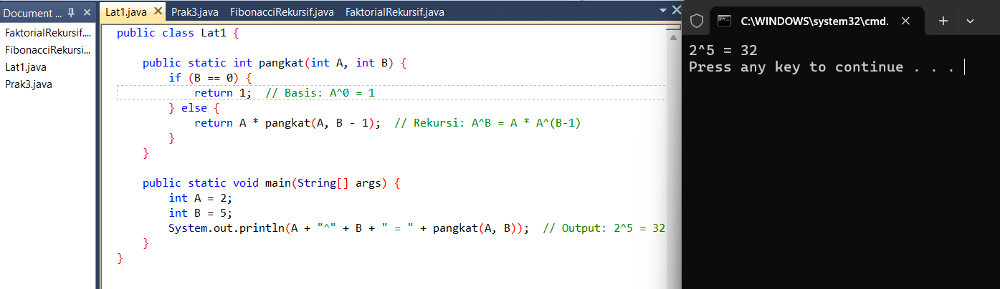 Document ...
FaktorialRekursif....
FibonacciRekursi...
Lat1.java
Prak3.java
Lat1.java Prak3.java FibonacciRekursif.java FaktorialRekursif.java
public class Lat1 {
public static int pangkat(int A, int B) {
if (B == 0) {
return 1;  // Basis: A^0 = 1
} else {
return A * pangkat(A, B - 1);  // Rekursi: A^B = A * A^(B-1)
}
}
public static void main(String[] args) {
int A = 2;
int B = 5;
System.out.println(A + "^" + B + " = " + pangkat(A, B));  // Output: 2^5 = 32
}
}
C:\WINDOWS\system32\cmd.
2^5 = 32
Press any key to continue . . .